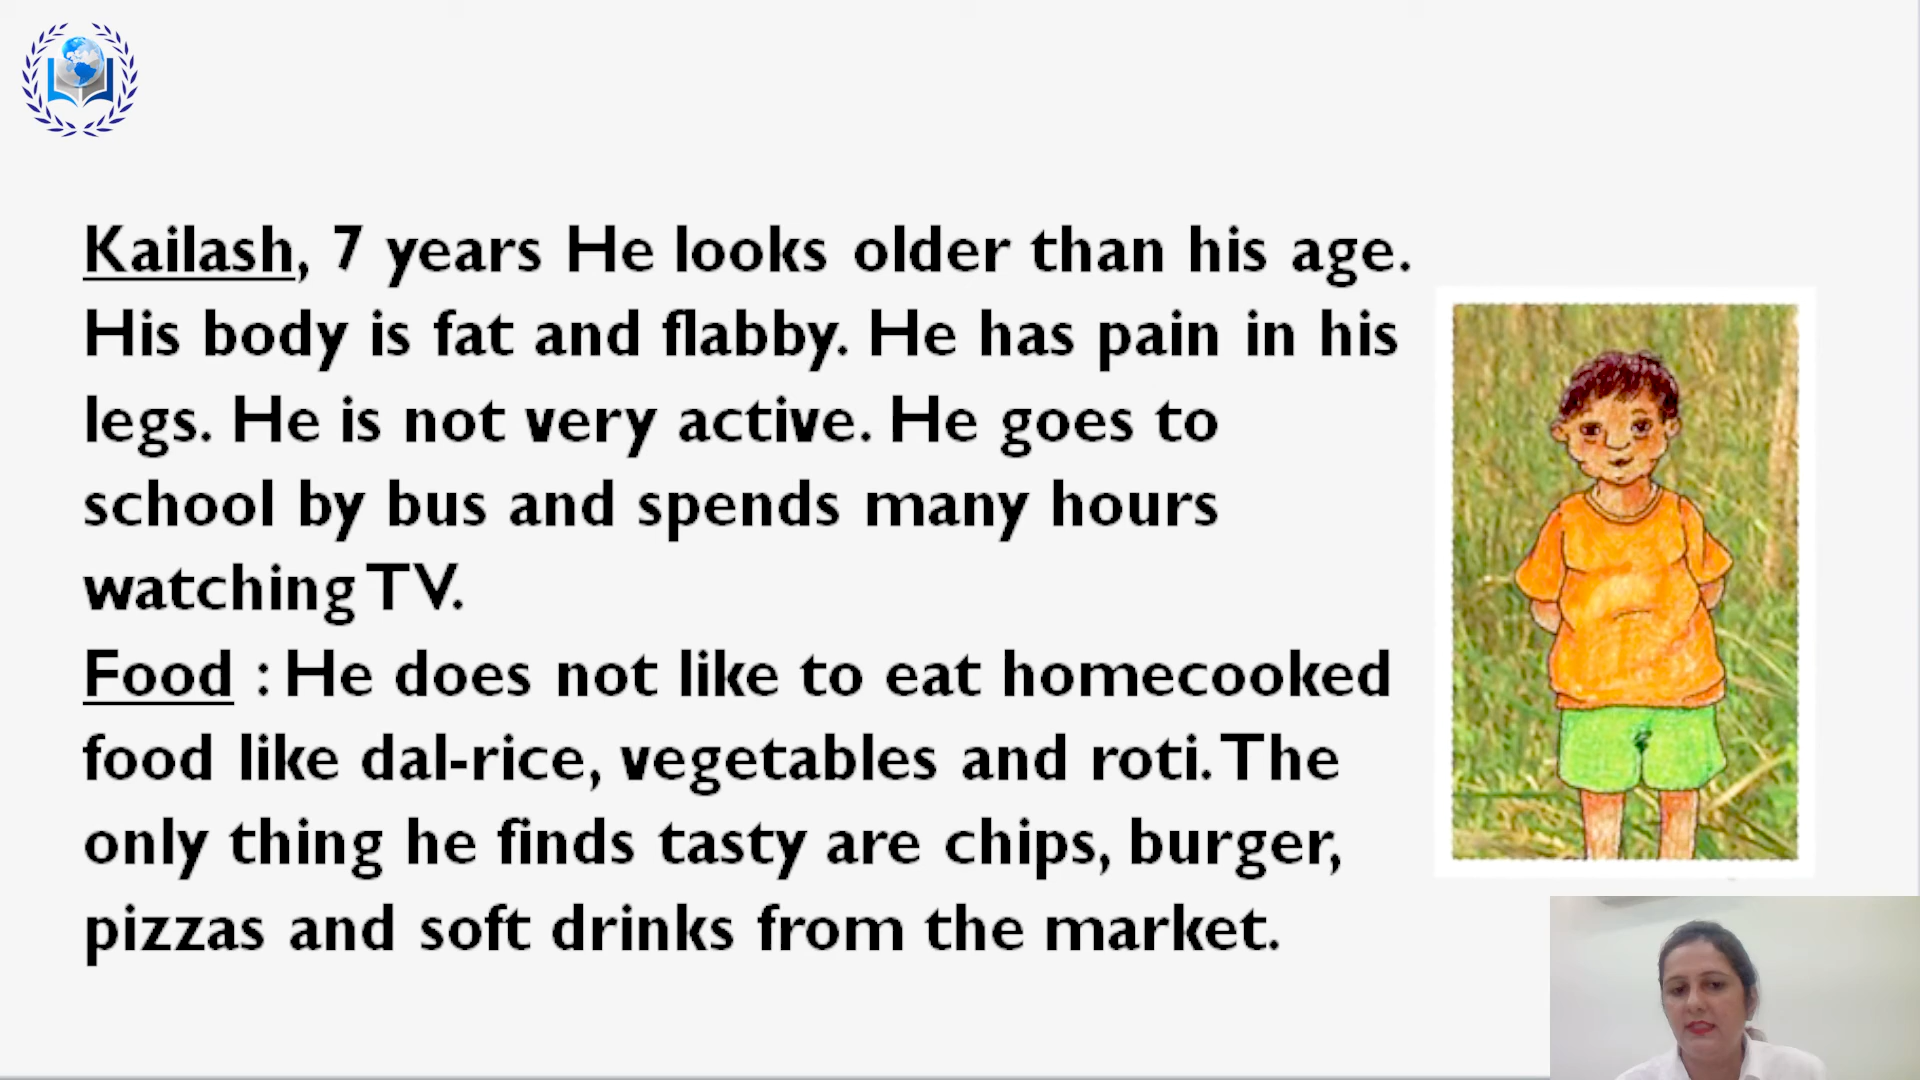 Kailash, 7 years He looks older than his age.
His body is fat and flabby. He has pain in his
legs. He is not very active. He goes to
school by bus and spends many hours
watching TV.
Food : He does not like to eat homecooked
food like dal-rice, vegetables and roti. The
only thing he finds tasty are chips, burger,
pizzas and soft drinks from the market.